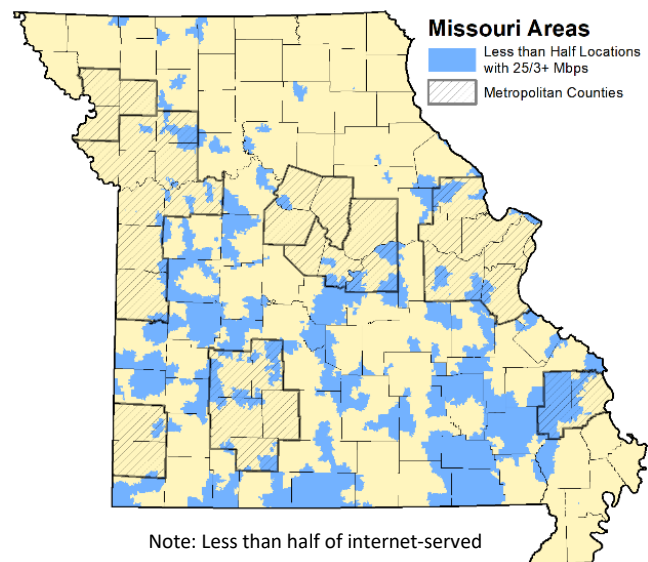 Missouri Areas
Less than Half Locations
with 25/3+ Mbps
Metropolitan Counties
Note: Less than half of internet-served